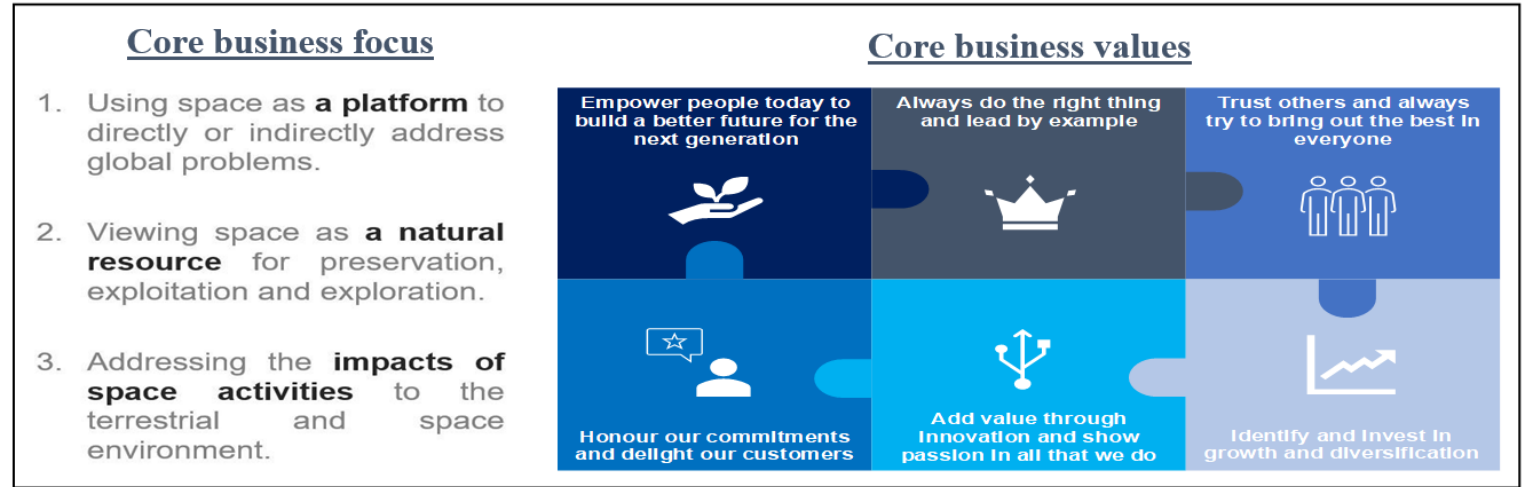 Core business focus
1. Using space as a platform to
directly or indirectly address
global problems.
2. Viewing space as a natural
resource for preservation,
exploitation and exploration.
3. Addressing the impacts of
space activities to the
terrestrial and space
environment.
Core business values
Empower people today to
build a better future for the
next generation
Always do the right thing
and lead by example
Trust others and always
try to bring out the best in
everyone
Honour our commitments
and delight our customers
Add value through
Innovation and show
passion in all that we do
Identify and invest in
growth and diversification